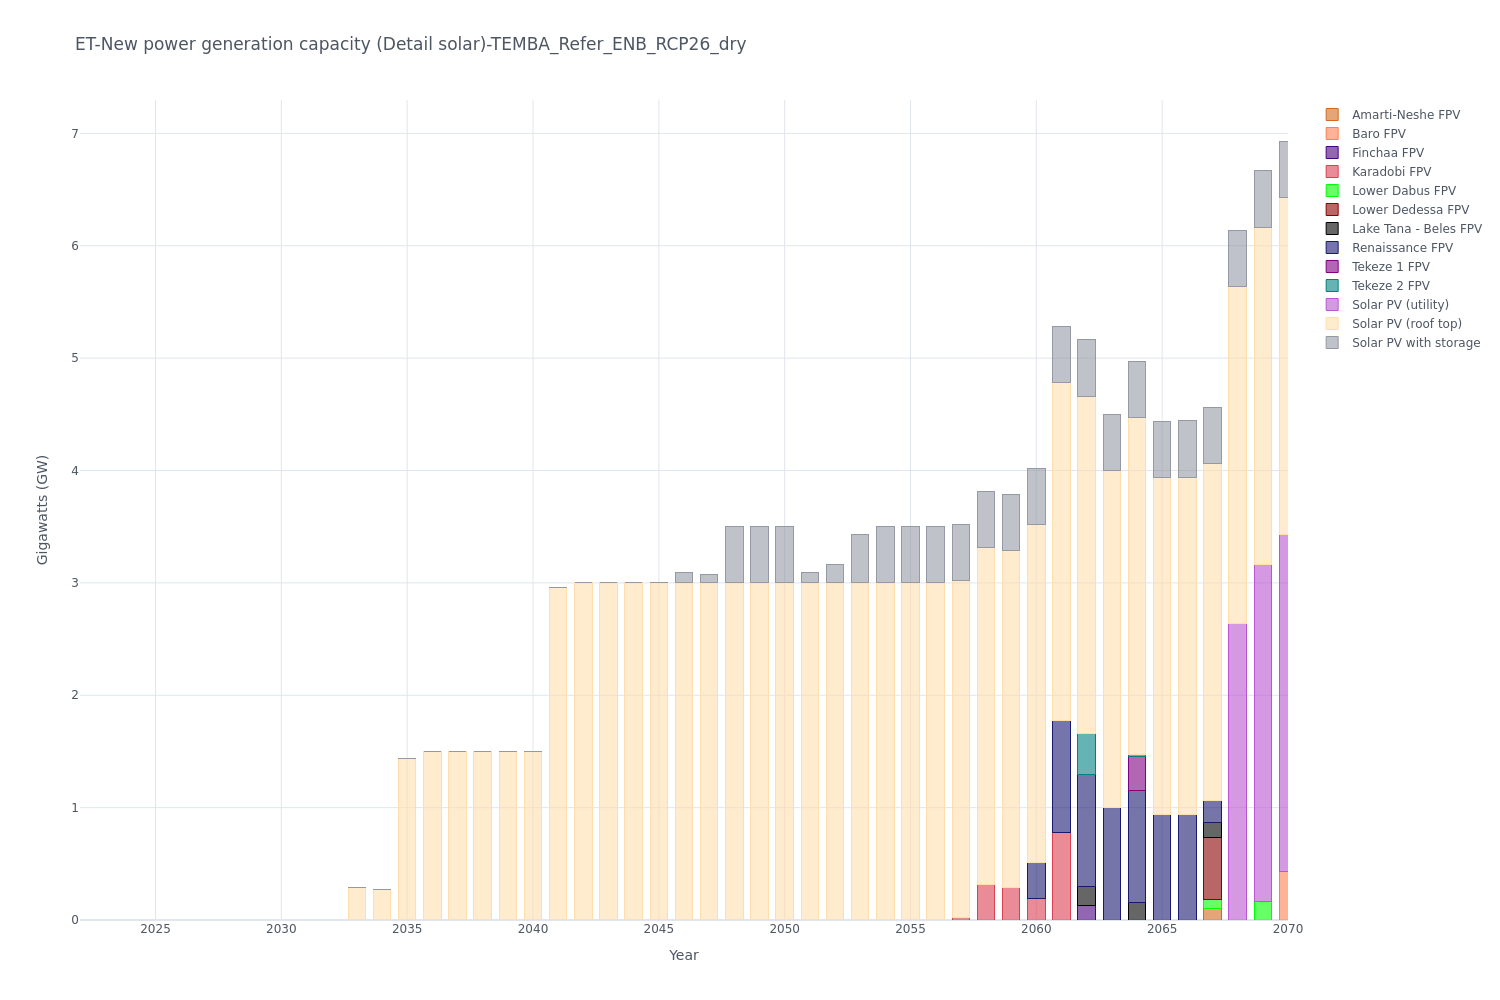 ET-New power generation capacity (Detail solar)-TEMBA_Refer_ENB_RCP26_dry
Amarti-Neshe FPV
Baro FPV
Finchaa FPV
Karadobi FPV
Lower Dabus FPV
Lower Dedessa FPV
Lake Tana - Beles FPV
Renaissance FPV
Tekeze 1 FPV
Tekeze 2 FPV
Solar PV (utility)
Solar PV (roof top)
Solar PV with storage
7
6
5
4
3
2
1
0
Gigawatts (GW)
2025 2030 2035 2040 2045 2050 2055 2060 2065 2070
Year